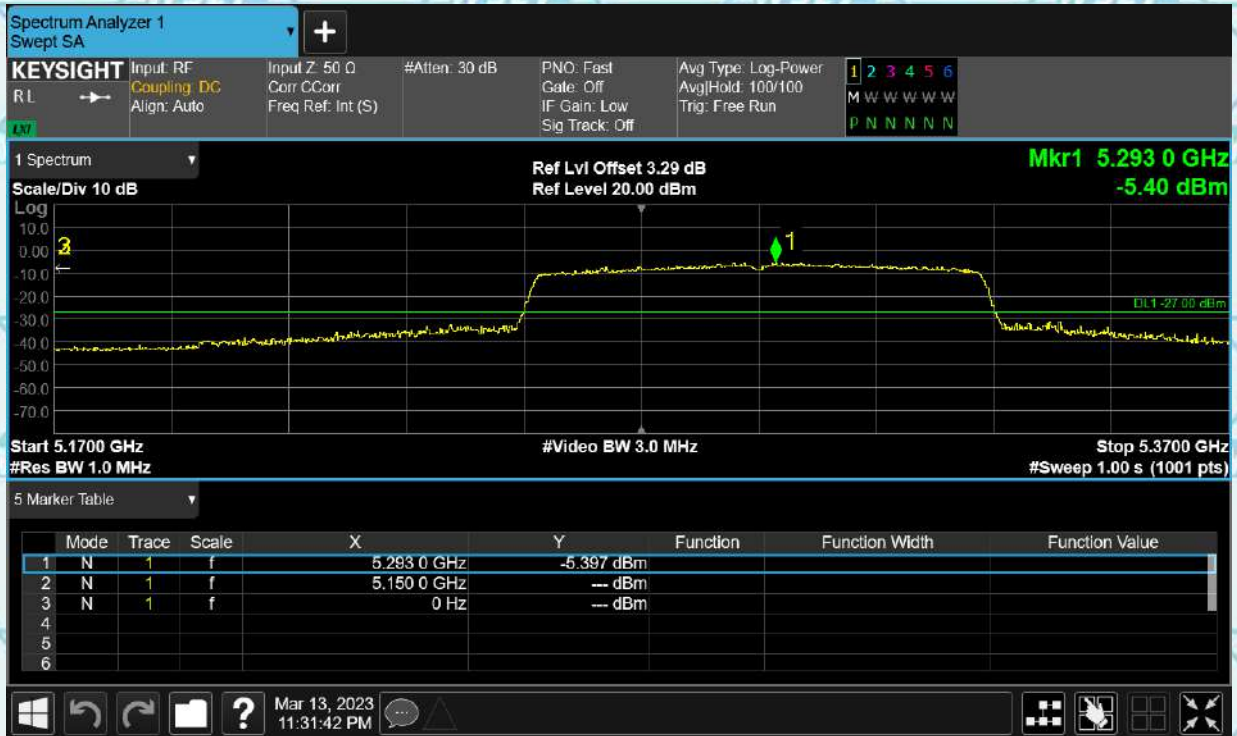 Spectrum Analyzer 1
Swept SA
+
KEYSIGHT
RL
LXI
Input: RF
Coupling: DC
Align: Auto
Input Z: 50 Ω
Corr CCorr
Freq Ref: Int (S)
#Atten: 30 dB
PNO: Fast
Gate: Off
IF Gain: Low
Sig Track: Off
Avg Type: Log-Power
Avg|Hold: 100/100
Trig: Free Run
1 2 3 4 5 6
M W W W W W
P N N N N N
1 Spectrum
Scale/Div 10 dB
Log
Ref Lvl Offset 3.29 dB
Ref Level 20.00 dBm
Mkr1 5.293 0 GHz
-5.40 dBm
10.0
0.00
-10.0
-20.0
-30.0
-40.0
-50.0
-60.0
-70.0
3
1
DL1 -27.00 dBm
Start 5.1700 GHz
#Res BW 1.0 MHz
#Video BW 3.0 MHz
Stop 5.3700 GHz
#Sweep 1.00 s (1001 pts)
5 Marker Table
Mode Trace Scale X Y Function Function Width Function Value
1 N 1 f 5.293 0 GHz -5.397 dBm
2 N 1 f 5.150 0 GHz --- dBm
3 N 1 f 0 Hz --- dBm
4
5
6
?
Mar 13, 2023
11:31:42 PM